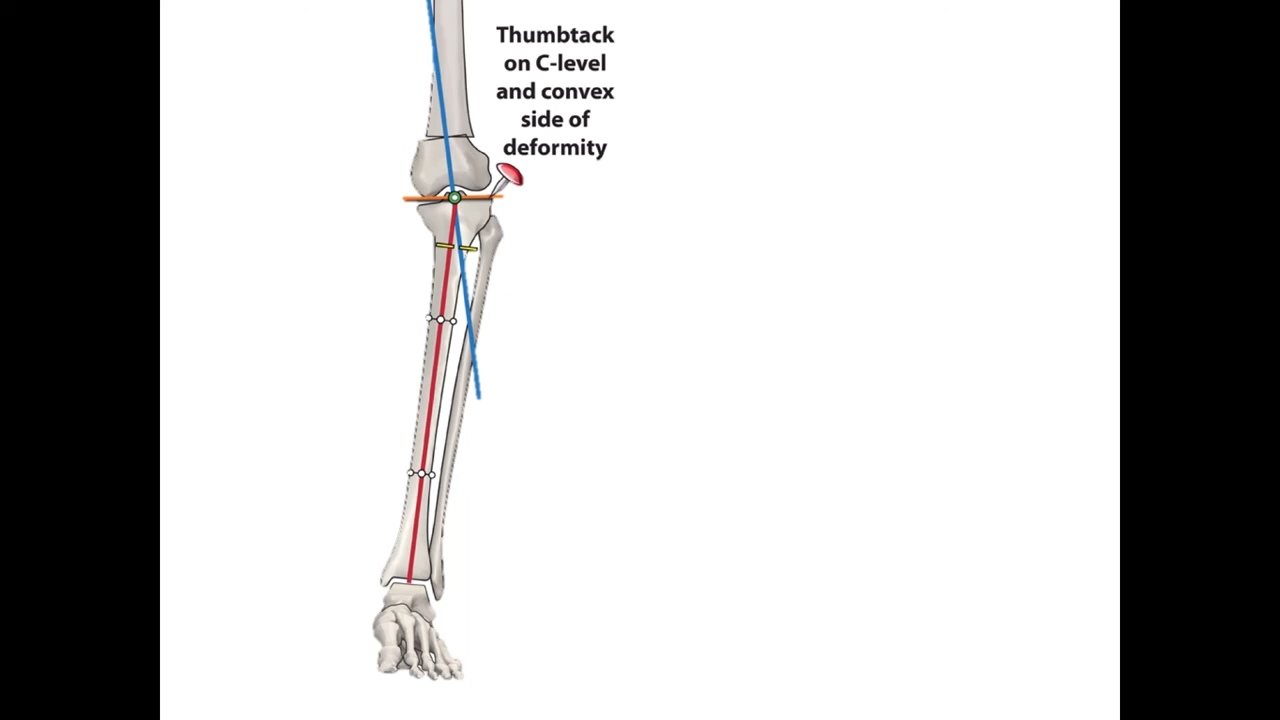 Thumbtack
on C-level
and convex
side of
deformity